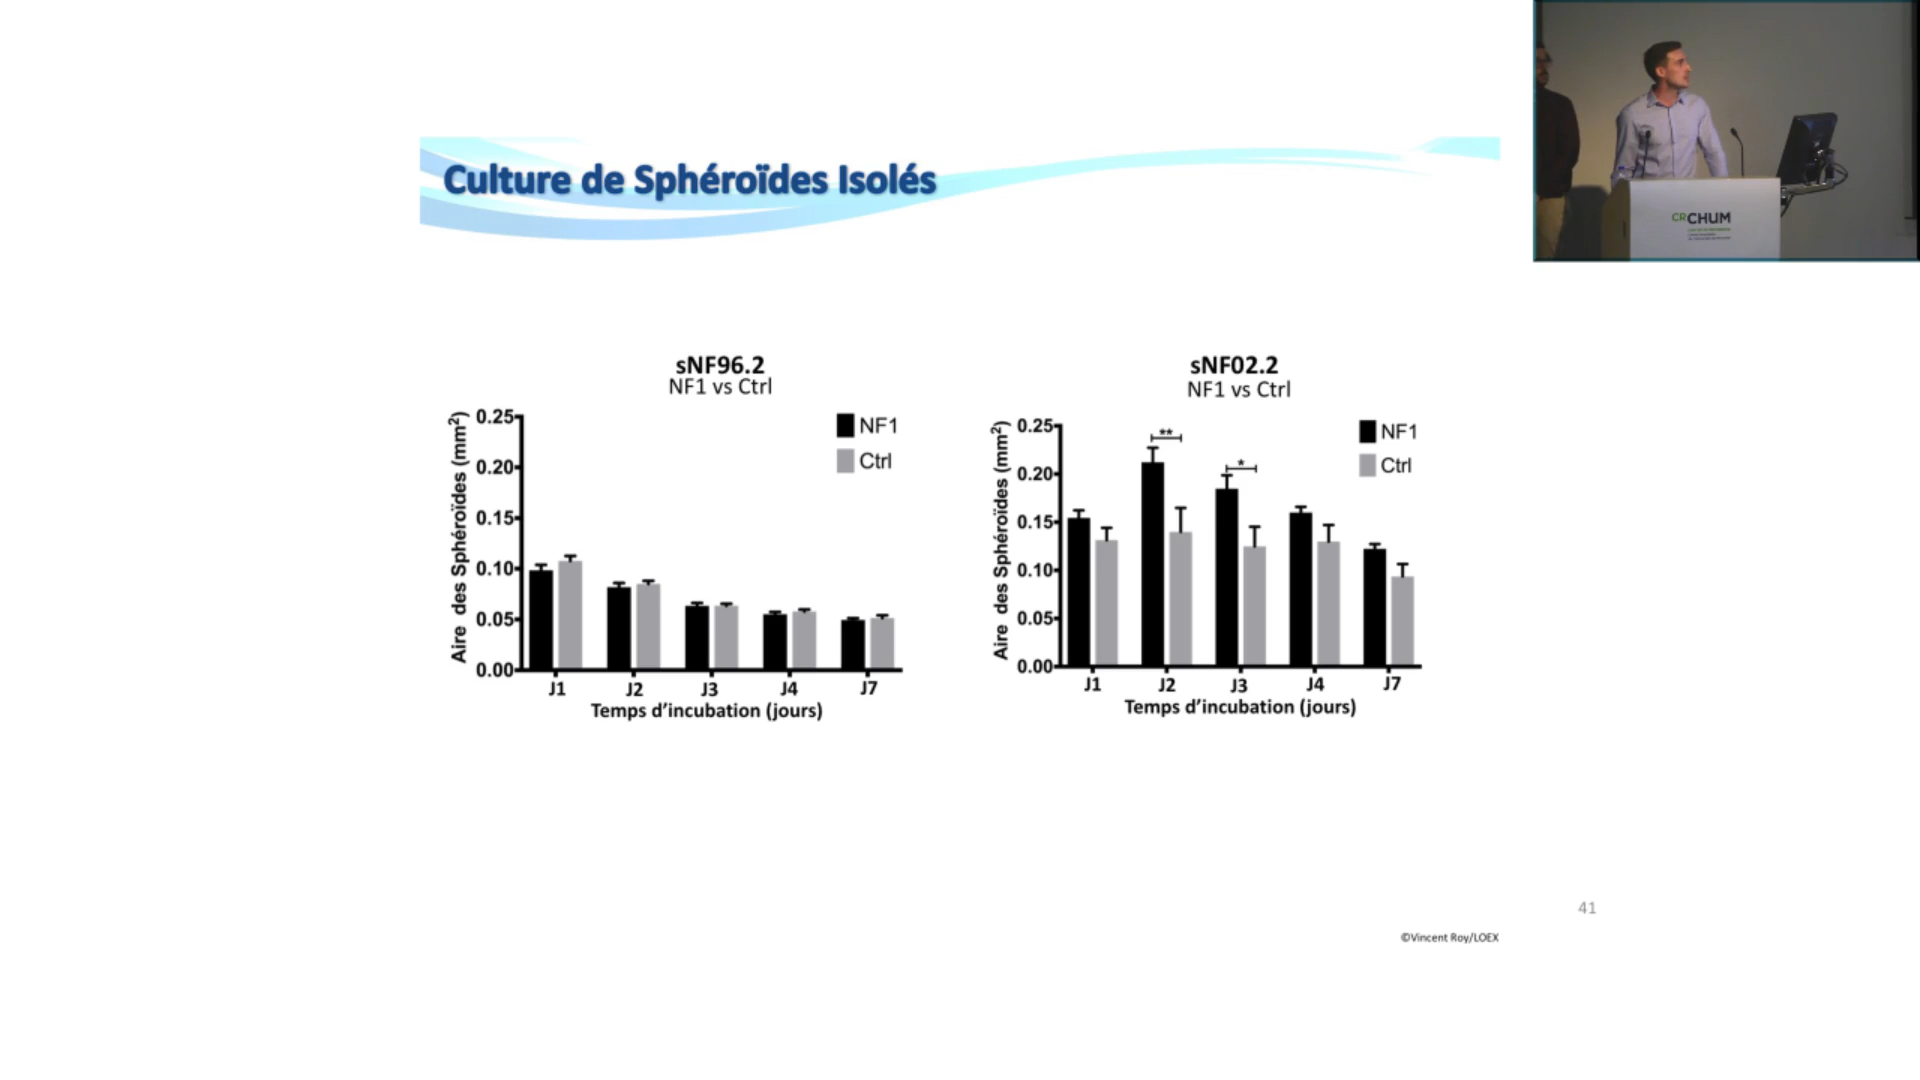 Culture de Sphéroïdes Isolés
sNF96.2
NF1 vs Ctrl
Aire des Sphéroïdes (mm²)
0.25
0.20
0.15
0.10
0.05
0.00
NF1
Ctrl
J1 J2 J3 J4 J7
Temps d'incubation (jours)
sNF02.2
NF1 vs Ctrl
Aire des Sphéroïdes (mm²)
0.25
0.20
0.15
0.10
0.05
0.00
**
*
NF1
Ctrl
J1 J2 J3 J4 J7
Temps d'incubation (jours)
41
©Vincent Roy/LOEX
CRCHUM